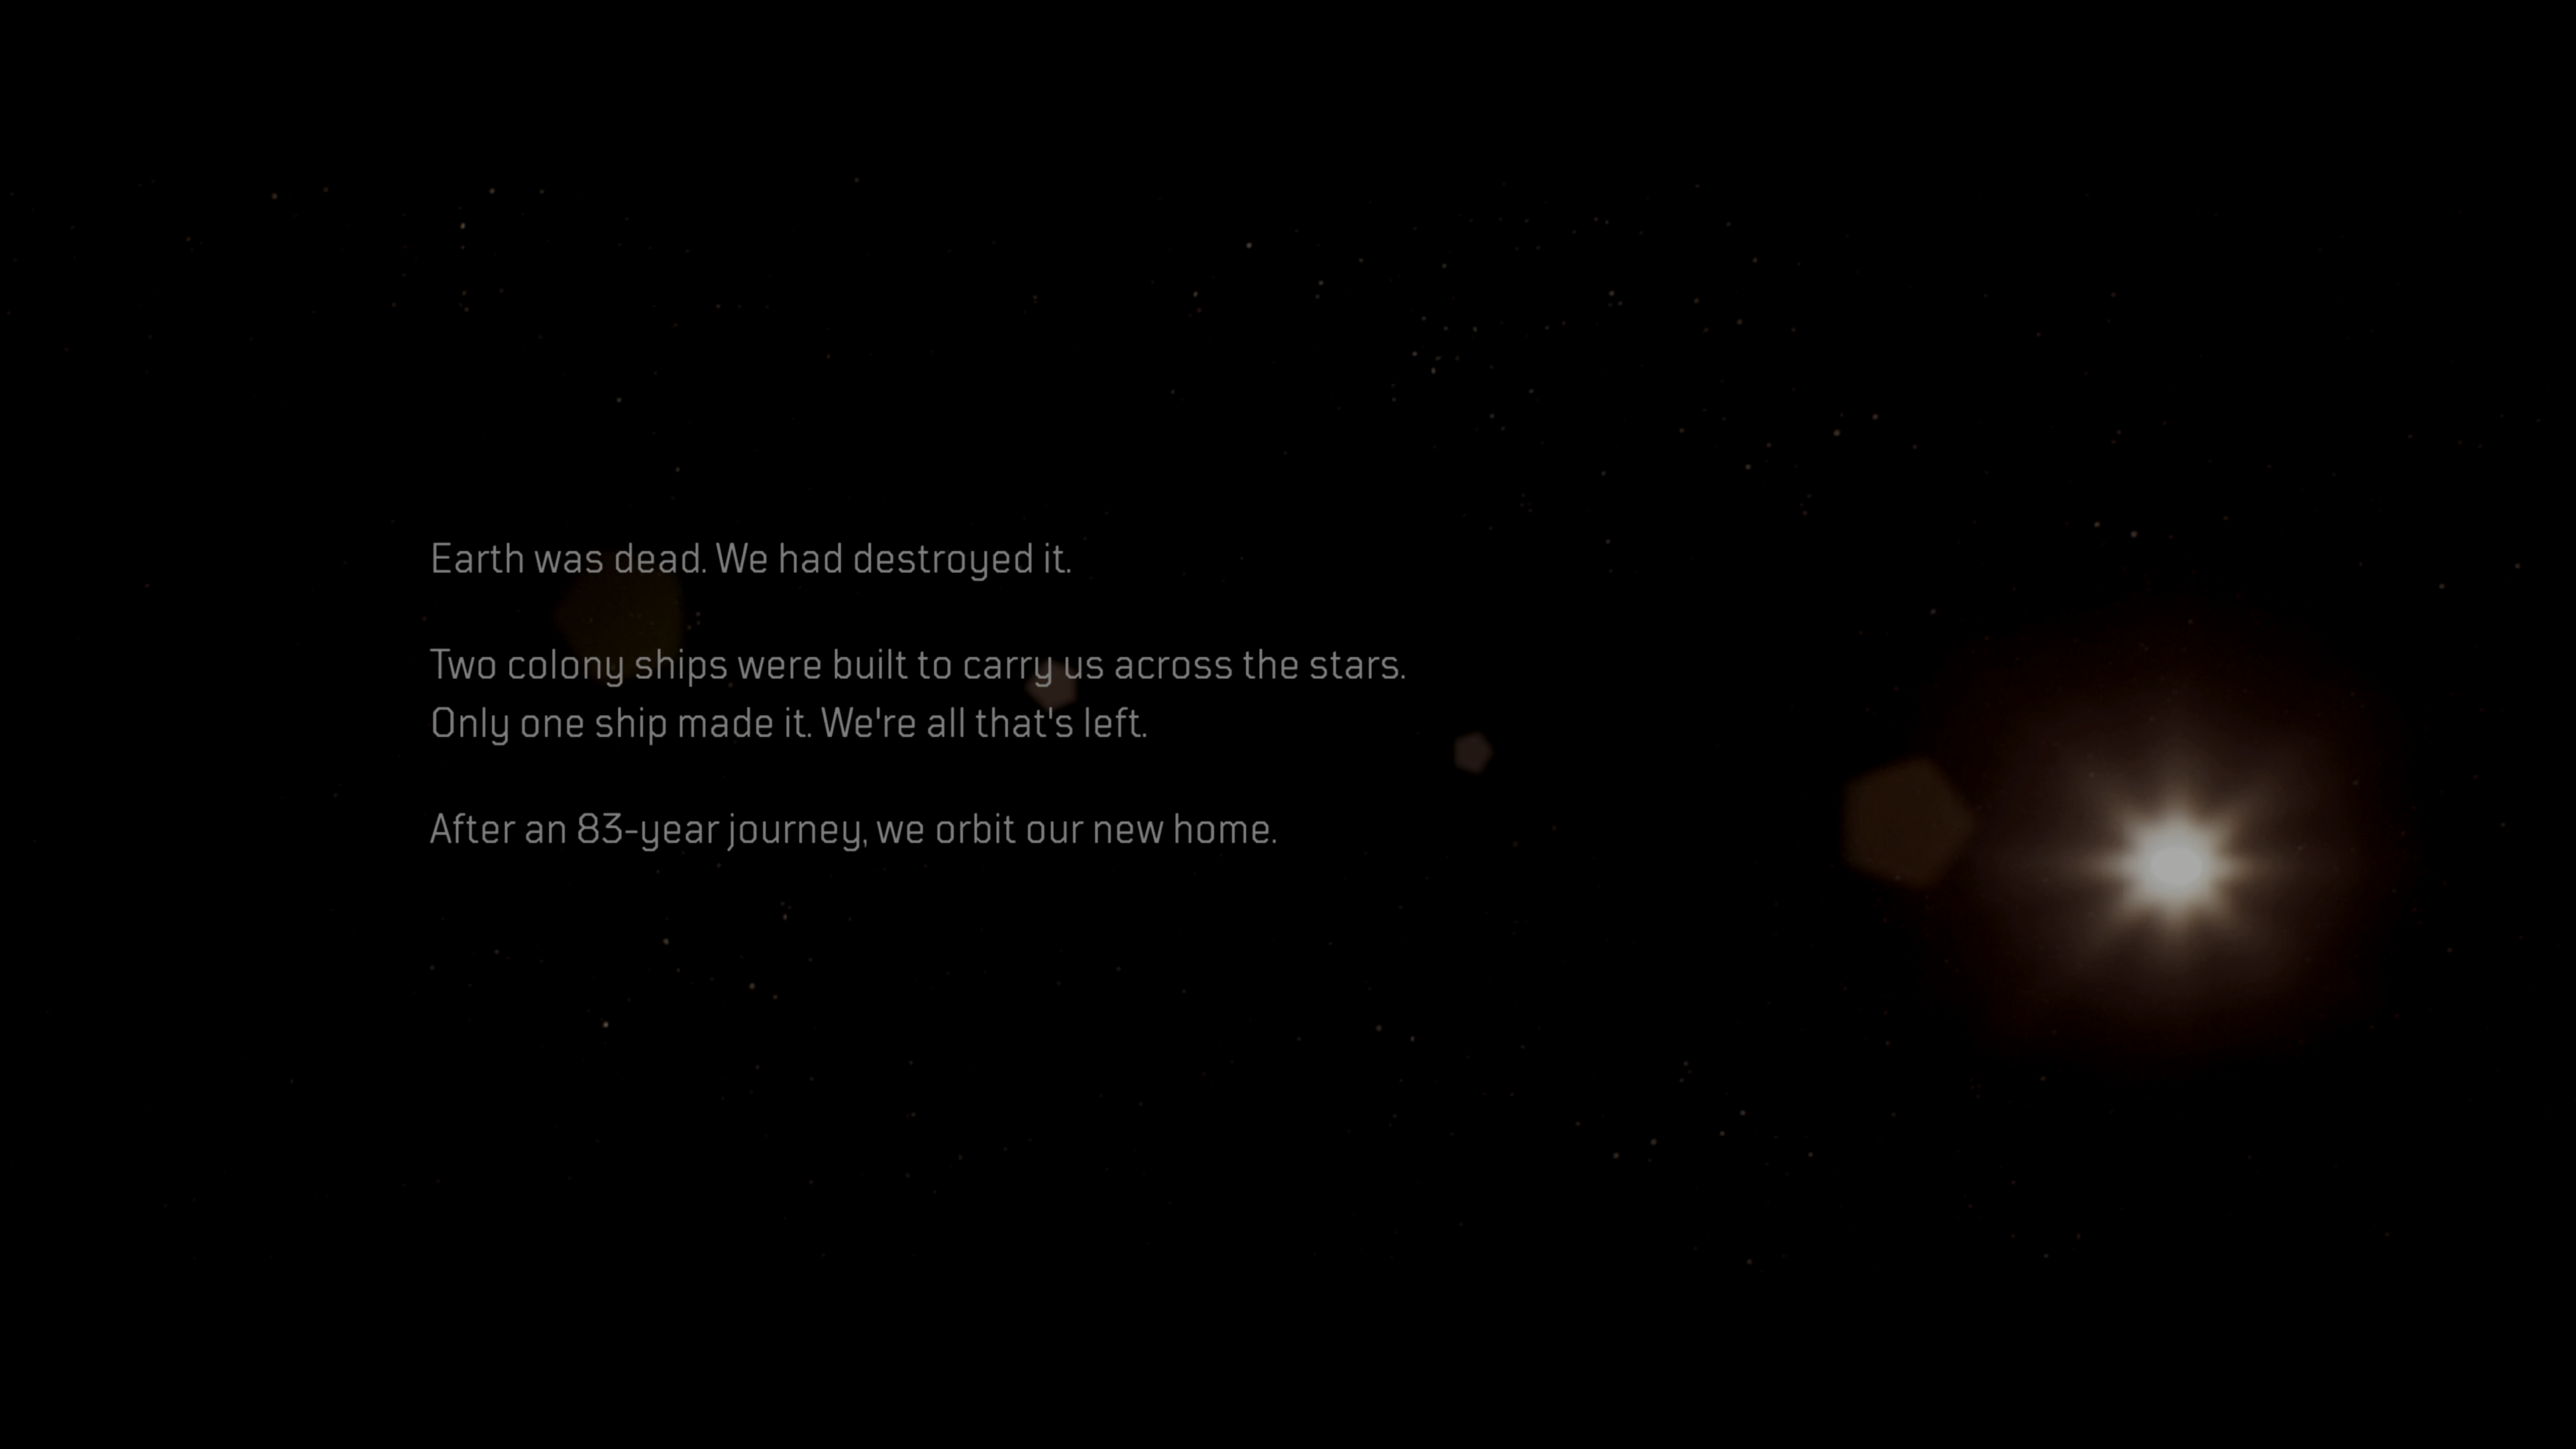 Earth was dead. We had destroyed it.
Two colony ships were built to carry us across the stars.
Only one ship made it. We're all that's left.
After an 83-year journey, we orbit our new home.